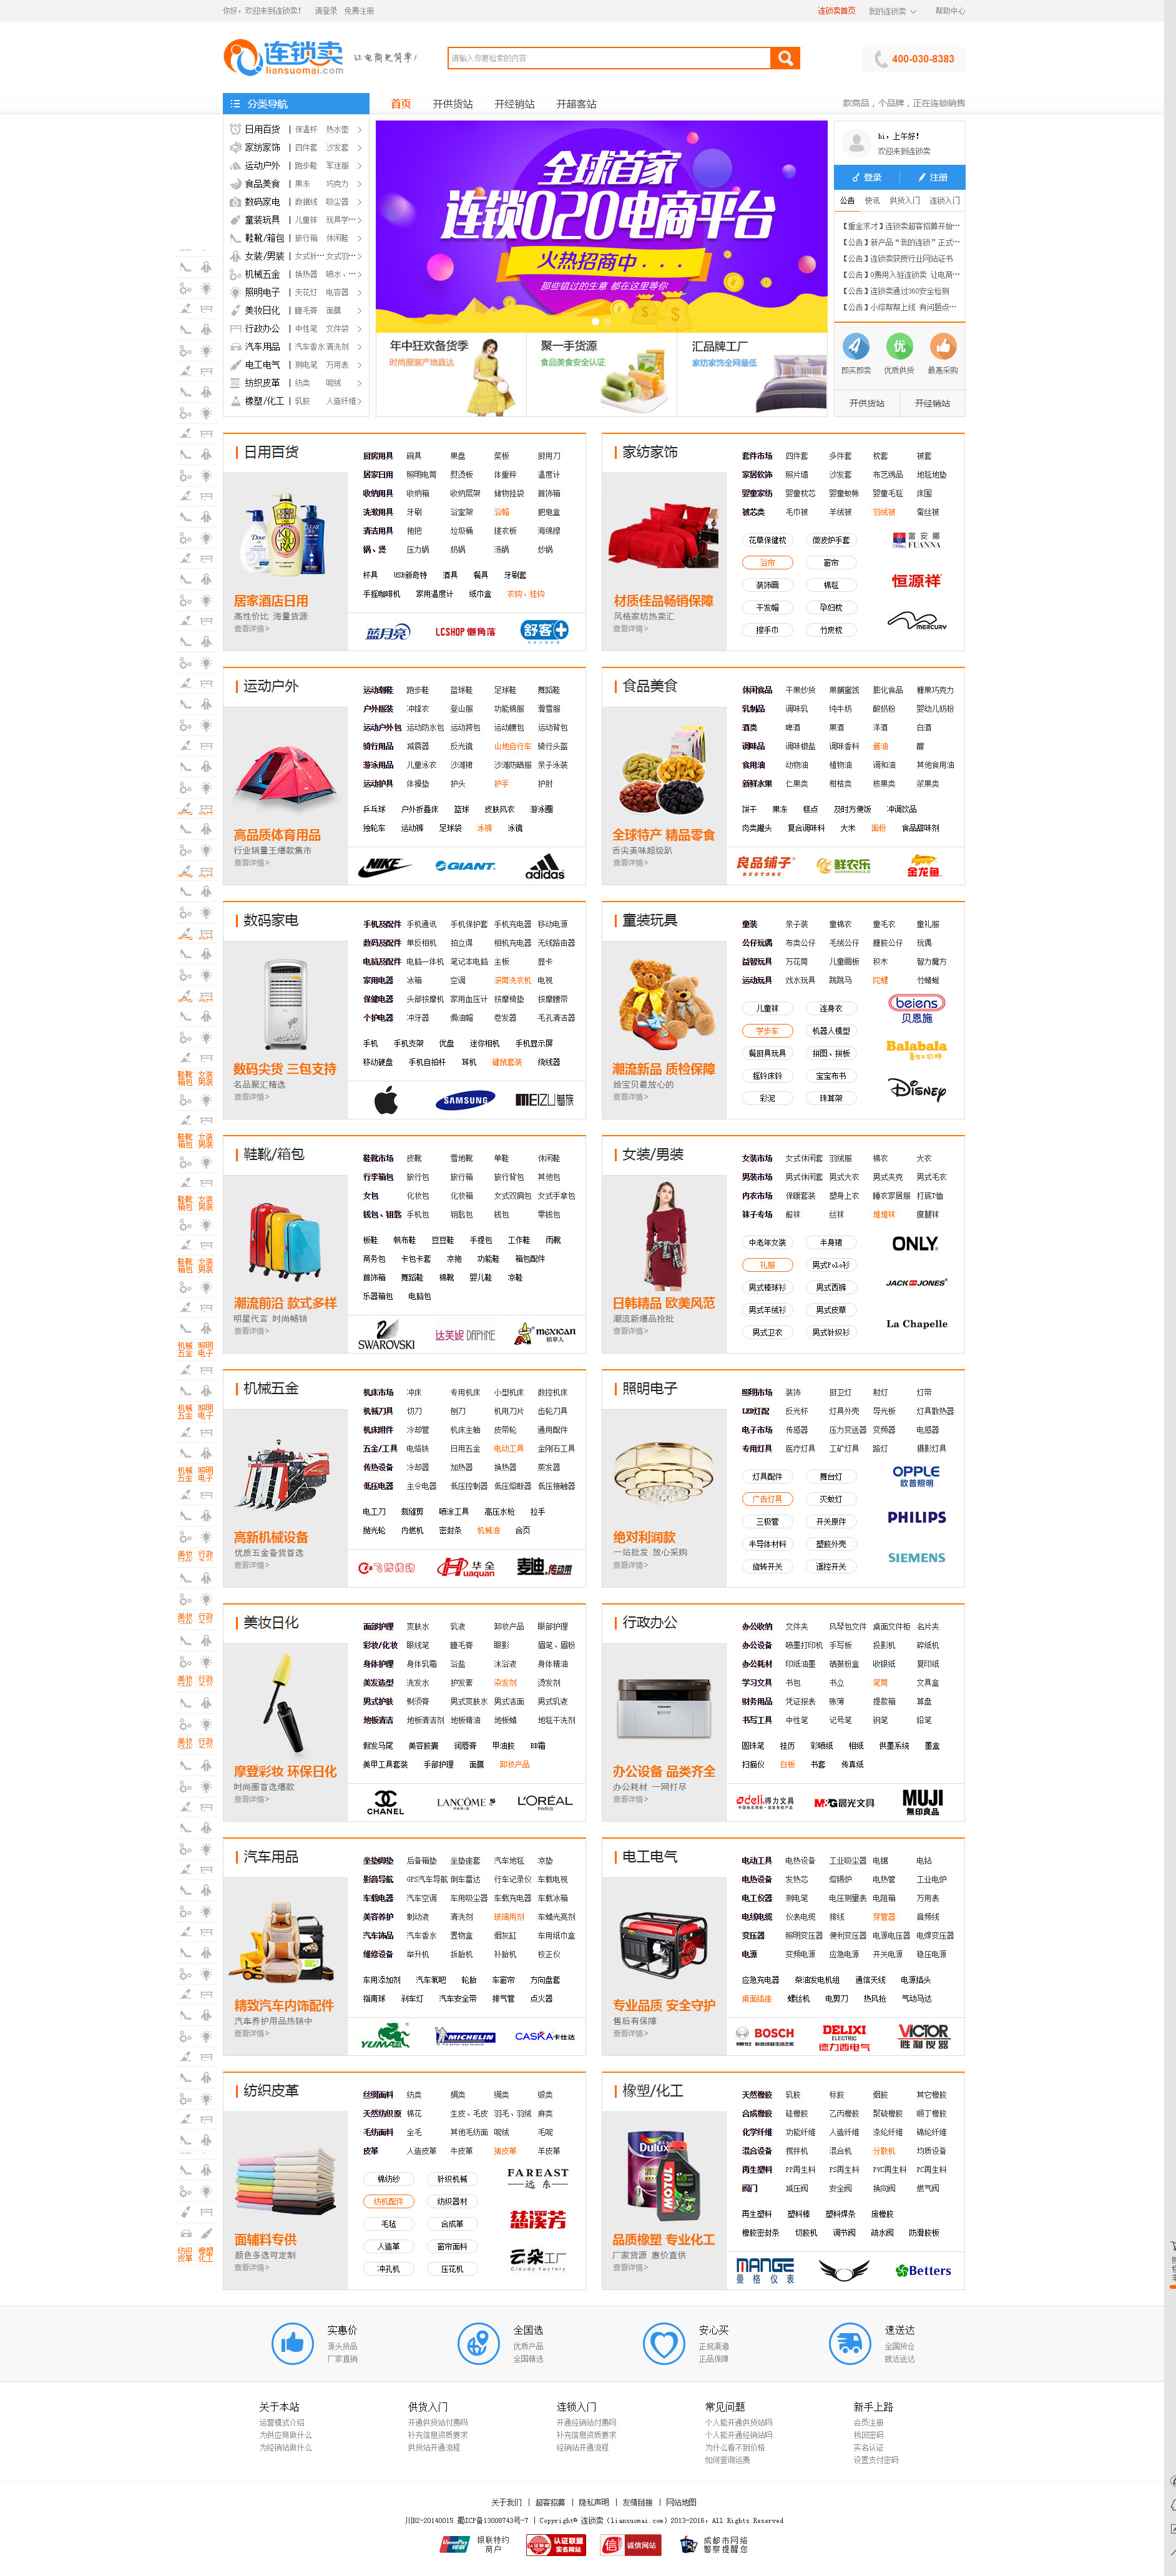 你好，欢迎来到连锁卖！ 请登录 免费注册
连锁卖首页 我的连锁卖 帮助中心
连锁卖
liansuomai.com
让电商更简单！
请输入你要检索的内容
400-030-8383
分类导航
首页 开供货站 开经销站 开超客站
款商品，个品牌，正在连锁销售
日用百货 | 保温杯 热水壶
家纺家饰 | 四件套 沙发套
运动户外 | 跑步鞋 军迷服
食品美食 | 果冻 巧克力
数码家电 | 数据线 吸尘器
童装玩具 | 儿童袜 玩具学…
鞋靴/箱包 | 旅行箱 休闲鞋
女装/男装 | 女式针… 女式羽…
机械五金 | 换热器 喷水、…
照明电子 | 天花灯 电容器
美妆日化 | 睫毛膏 面膜
行政办公 | 中性笔 文件袋
汽车用品 | 汽车香水 清洗剂
电工电气 | 测电笔 万用表
纺织皮革 | 纺类 呢绒
橡塑/化工 | 乳胶 人造纤维
全球首家
连锁O2O电商平台
火热招商中...
那些错过的生意 都在这里等你
年中狂欢备货季
时尚服装产地直达
聚一手货源
食品美食安全认证
汇品牌工厂
家纺家饰全网最低
hi，上午好！
欢迎来到连锁卖
登录 注册
公告 快讯 供货入门 连锁入门
【重金求才】连锁卖超客招募开始…
【公告】新产品“我的连锁”正式…
【公告】连锁卖获授行业网站证书
【公告】0费用入驻连锁卖 让电商…
【公告】连锁卖通过360安全检测
【公告】小综帮帮上线 有问题点…
即买即卖 优质供货 最惠采购
开供货站 开经销站
日用百货
居家酒店日用
高性价比 海量货源
查看详情>
厨房用具 碗具 果盘 菜板 厨用刀
居家日用 照明电筒 熨烫板 体重秤 温度计
收纳用具 收纳箱 收纳层架 储物挂袋 首饰箱
洗漱用具 牙刷 浴室架 浴帽 肥皂盒
清洁用具 拖把 垃圾桶 搓衣板 海绵擦
锅、煲 压力锅 奶锅 汤锅 炒锅
杯具 USB新奇特 酒具 餐具 牙刷套
手摇咖啡机 家用温度计 纸巾盒 衣钩、挂钩
蓝月亮 LCSHOP 懒角落 舒客
家纺家饰
材质佳品畅销保障
风格家纺热卖汇
查看详情>
套件市场 四件套 多件套 枕套 被套
家居软饰 照片墙 沙发套 布艺绣品 地毯地垫
婴童家纺 婴童枕芯 婴童蚊帐 婴童毛毯 床围
被芯类 毛巾被 羊绒被 羽绒被 蚕丝被
花草保健枕 微波炉手套
浴帘 窗帘
装饰画 棉毯
干发帽 孕妇枕
擦手巾 竹炭枕
富安娜 FUANNA
恒源祥
MERCURY
运动户外
高品质体育用品
行业销量王爆款集市
查看详情>
运动潮鞋 跑步鞋 篮球鞋 足球鞋 舞蹈鞋
户外服装 冲锋衣 登山服 功能棉服 滑雪服
运动户外包 运动防水包 运动挎包 运动腰包 运动背包
骑行用品 减震器 反光镜 山地自行车 骑行头盔
游泳用品 儿童泳衣 沙滩裙 沙滩防晒服 亲子泳装
运动护具 体操垫 护头 护手 护肘
乒乓球 户外折叠床 篮球 皮肤风衣 游泳圈
独轮车 运动裤 足球袜 泳裤 泳镜
NIKE GIANT adidas
食品美食
全球特产 精品零食
舌尖美味超级趴
查看详情>
休闲食品 干果炒货 果脯蜜饯 膨化食品 糖果巧克力
乳制品 调味乳 纯牛奶 酸奶粉 婴幼儿奶粉
酒类 啤酒 果酒 洋酒 白酒
调味品 调味椒盐 调味香料 酱油 醋
食用油 动物油 植物油 调和油 其他食用油
新鲜水果 仁果类 柑桔类 核果类 浆果类
饼干 果冻 糕点 及时方便饭 冲调饮品
肉类罐头 复合调味料 大米 面粉 食品甜味剂
良品铺子 BESTORE 鲜农乐 金龙鱼
数码家电
数码尖货 三包支持
名品聚汇精选
查看详情>
手机及配件 手机通讯 手机保护套 手机充电器 移动电源
数码及配件 单反相机 拍立得 相机充电器 无线路由器
电脑及配件 电脑一体机 笔记本电脑 主板 显卡
家用电器 冰箱 空调 滚筒洗衣机 电视
保健电器 头部按摩机 家用血压计 按摩椅垫 按摩腰带
个护电器 冲牙器 焗油帽 卷发器 毛孔清洁器
手机 手机支架 优盘 迷你相机 手机显示屏
移动硬盘 手机自拍杆 耳机 键鼠套装 绕线器
SAMSUNG MEIZU魅族
童装玩具
潮流新品 质检保障
给宝贝最放心的
查看详情>
童装 亲子装 童棉衣 童毛衣 童礼服
公仔玩偶 布类公仔 毛绒公仔 搪胶公仔 玩偶
益智玩具 万花筒 儿童画板 积木 智力魔方
运动玩具 戏水玩具 跳跳马 陀螺 竹蜻蜓
儿童袜 连身衣
学步车 机器人模型
餐厨具玩具 拼图、拼板
摇铃床铃 宝宝布书
彩泥 珠算架
beiens 贝恩施
Balabala
Disney
鞋靴/箱包
潮流前沿 款式多样
明星代言 时尚畅销
查看详情>
鞋靴市场 皮靴 雪地靴 单鞋 休闲鞋
行李箱包 旅行包 旅行箱 旅行背包 其他包
女包 化妆包 化妆箱 女式双肩包 女式手拿包
钱包、钥匙 手机包 钥匙包 钱包 零钱包
板鞋 帆布鞋 豆豆鞋 手提包 工作鞋 雨靴
商务包 卡包卡套 凉拖 功能鞋 箱包配件
首饰箱 舞蹈鞋 棉靴 婴儿鞋 凉鞋
乐器箱包 电脑包
SWAROVSKI 达芙妮 DAPHNE mexican 稻草人
女装/男装
日韩精品 欧美风范
潮流新爆品抢批
查看详情>
女装市场 女式休闲套 羽绒服 棉衣 大衣
男装市场 男式休闲套 男式大衣 男式夹克 男式毛衣
内衣市场 保暖套装 塑身上衣 睡衣家居服 打底T恤
袜子专场 船袜 丝袜 堆堆袜 腿腿袜
中老年女装 半身裙
礼服 男式Polo衫
男式棒球衫 男式西裤
男式羊绒衫 男式皮草
男式卫衣 男式针织衫
ONLY
JACK&JONES
La Chapelle
机械五金
高新机械设备
优质五金备货首选
查看详情>
机床市场 冲床 专用机床 小型机床 数控机床
机械刀具 切刀 刨刀 机用刀片 齿轮刀具
机床附件 冷却管 机床主轴 皮带轮 通用配件
五金/工具 电烙铁 日用五金 电动工具 金刚石工具
传热设备 冷却器 加热器 换热器 蒸发器
低压电器 主令电器 低压控制器 低压熔断器 低压接触器
电工刀 裁缝剪 喷涂工具 高压水枪 拉手
抛光轮 内燃机 密封条 机械油 合页
飞特传动 华全 Huaquan 麦迪传动带
照明电子
绝对利润款
一站批发 放心采购
查看详情>
照明市场 装饰 厨卫灯 射灯 灯带
LED灯配 反光杯 灯具外壳 导光板 灯具散热器
电子市场 传感器 压力变送器 变频器 电感器
专用灯具 医疗灯具 工矿灯具 路灯 摄影灯具
灯具配件 舞台灯
广告灯具 灭蚊灯
三极管 开关原件
半导体材料 塑胶外壳
旋转开关 遥控开关
OPPLE 欧普照明
PHILIPS
SIEMENS
美妆日化
摩登彩妆 环保日化
时尚圈首选爆款
查看详情>
面部护理 爽肤水 乳液 卸妆产品 眼部护理
彩妆/化妆 眼线笔 睫毛膏 眼影 眉笔、眉粉
身体护理 身体乳霜 浴盐 沐浴液 身体精油
美发造型 洗发水 护发素 染发剂 烫发剂
男式护肤 剃须膏 男式爽肤水 男式洁面 男式乳液
地板清洁 地板清洁剂 地板精油 地板蜡 地毯干洗剂
假发马尾 美容胶囊 润唇膏 甲油胶 BB霜
美甲工具套装 手部护理 面膜 卸妆产品
CHANEL LANCÔME PARIS L'ORÉAL PARIS
行政办公
办公设备 品类齐全
办公耗材 一网打尽
查看详情>
办公收纳 文件夹 风琴包文件 桌面文件柜 名片夹
办公设备 喷墨打印机 手写板 投影机 碎纸机
办公耗材 印纸油墨 硒鼓粉盒 收银纸 复印纸
学习文具 书包 书立 笔筒 文具盒
财务用品 凭证报表 账簿 提款箱 算盘
书写工具 中性笔 记号笔 钢笔 铅笔
圆珠笔 挂历 彩喷纸 相纸 供墨系统 墨盒
扫描仪 白板 书套 传真纸
deli得力文具 M&G晨光文具 MUJI 無印良品
汽车用品
精致汽车内饰配件
汽车养护用品热销中
查看详情>
坐垫脚垫 后备箱垫 坐垫座套 汽车地毯 凉垫
影音导航 GPS汽车导航 倒车雷达 行车记录仪 车载电视
车载电器 汽车空调 车用吸尘器 车载充电器 车载冰箱
美容养护 制动液 清洗剂 玻璃用剂 车蜡光亮剂
汽车饰品 汽车香水 置物盒 烟灰缸 车用纸巾盒
维修设备 举升机 拆胎机 补胎机 校正仪
车用添加剂 汽车氧吧 轮胎 车窗帘 方向盘套
指南球 刹车灯 汽车安全带 排气管 点火器
YUMA MICHELIN CASKA卡仕达
电工电气
专业品质 安全守护
售后有保障
查看详情>
电动工具 电热设备 工业吸尘器 电锯 电钻
电热设备 发热芯 熔锡炉 电热管 工业电炉
电工仪器 测电笔 电压测量表 电阻箱 万用表
电线电缆 仪表电缆 排线 穿管器 音频线
变压器 照明变压器 便利变压器 电源电压器 电焊变压器
电源 变频电源 应急电源 开关电源 稳压电源
应急充电器 柴油发电机组 通信天线 电源插头
桌面插座 螺丝机 电剪刀 热风抢 气动马达
BOSCH DELIXI ELECTRIC 德力西电气 VICTOR 胜利仪器
纺织皮革
面辅料专供
颜色多选可定制
查看详情>
丝绸面料 纺类 绢类 绸类 缎类
天然纺织原 棉花 生皮、毛皮 羽毛、羽绒 麻类
毛纺面料 全毛 其他毛纺面 呢绒 毛呢
皮革 人造皮革 牛皮革 猪皮革 羊皮革
棉纺纱 针织机械
纺机配件 纺织器材
毛毡 合成革
人造革 窗帘面料
冲孔机 压花机
FAREAST 远东
慈溪芳
云朵工厂 Cloudy Factory
橡塑/化工
品质橡塑 专业化工
厂家货源 惠价直供
查看详情>
天然橡胶 乳胶 标胶 烟胶 其它橡胶
合成橡胶 硅橡胶 乙丙橡胶 聚硫橡胶 顺丁橡胶
化学纤维 功能纤维 人造纤维 涤纶纤维 锦纶纤维
混合设备 搅拌机 混合机 分散机 均质设备
再生塑料 PP再生料 PS再生料 PVC再生料 PC再生料
阀门 减压阀 安全阀 换向阀 燃气阀
再生塑料 塑料棒 塑料焊条 废橡胶
橡胶密封条 切胶机 调节阀 疏水阀 防滑胶板
MANGE 曼格仪表 Betters
鞋靴箱包 女装男装
机械五金 照明电子
美妆 行政
纺织皮革 橡塑化工
实惠价
源头货品
厂家直销
全国选
优质产品
全国精选
安心买
正规渠道
正品保障
速送达
全国货仓
就近送达
关于本站
运营模式介绍
为供应商做什么
为经销站做什么
供货入门
开通供货站付费吗
补充信息资质要求
供货站开通流程
连锁入门
开通经销站付费吗
补充信息资质要求
经销站开通流程
常见问题
个人能开通供货站吗
个人能开通经销站吗
为什么看不到价格
如何查询运费
新手上路
会员注册
找回密码
实名认证
设置支付密码
关于我们 | 超客招募 | 隐私声明 | 友情链接 | 网站地图
川B2-20140015 蜀ICP备13008743号-7 | Copyright© 连锁卖（liansuomai.com）2013-2016，All Rights Reserved
银联特约商户 认证联盟 实名网站 诚信网站 成都市网络警察提醒您